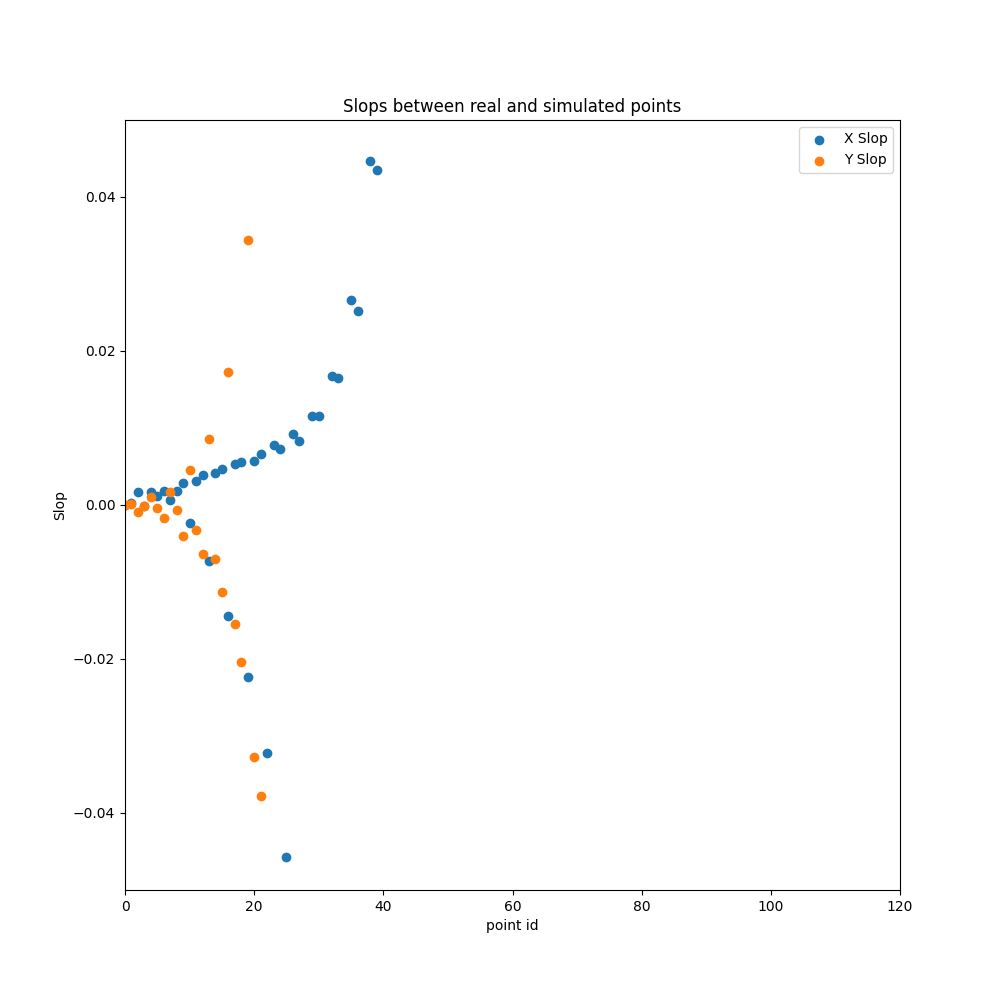 Slops between real and simulated points
X Slop
Y Slop
0.04
0.02
0.00
−0.02
−0.04
Slop
0 20 40 60 80 100 120
point id